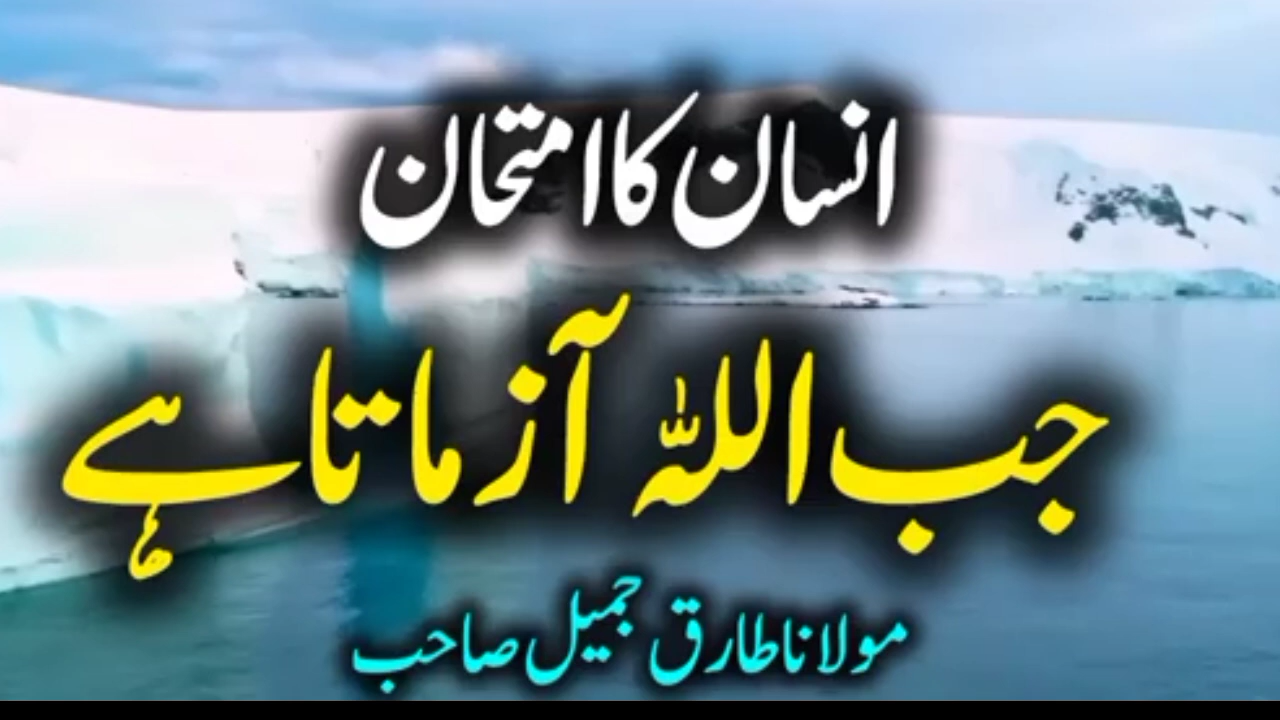 انسان کا امتحان
جب اللہ آزماتا ہے
مولانا طارق جمیل صاحب